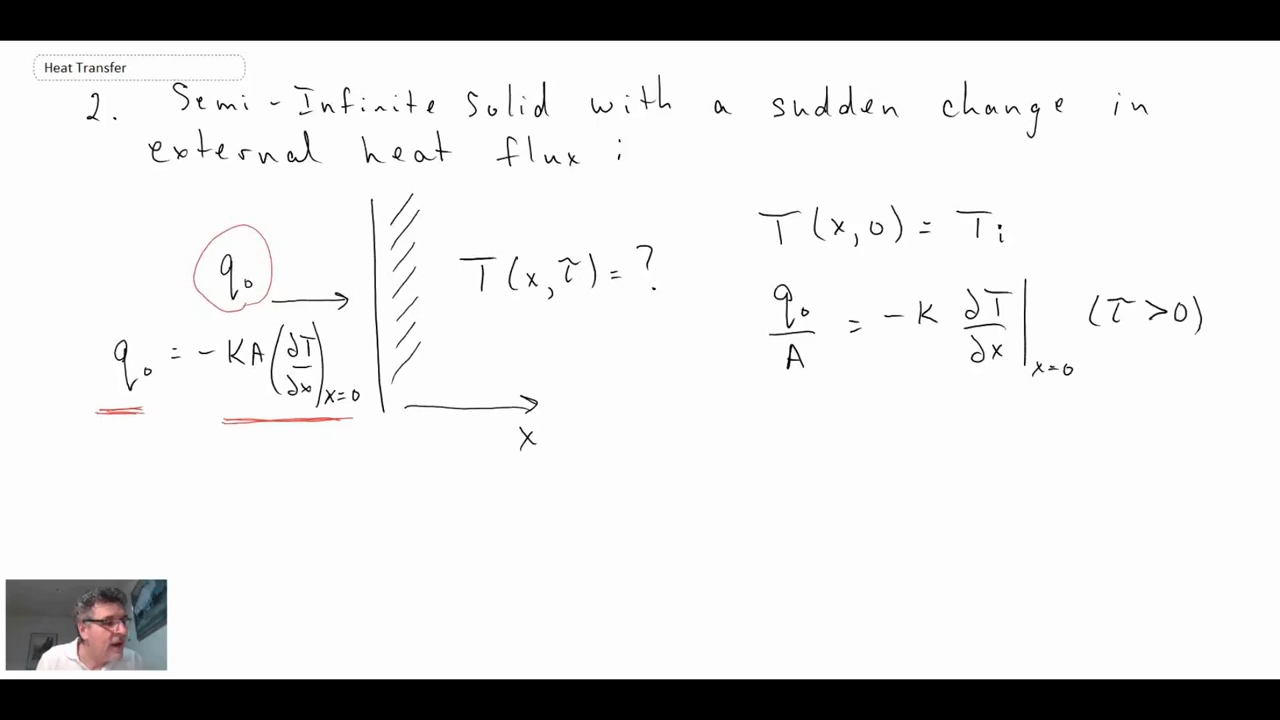 Heat Transfer
2. Semi-Infinite Solid with a sudden change in
external heat flux :
q₀
T(x,τ) = ?
q₀ = -KA(∂T/∂x)ₓ₌₀
x
T(x,0) = Tᵢ
q₀/A = -K ∂T/∂x|ₓ₌₀ (τ>0)